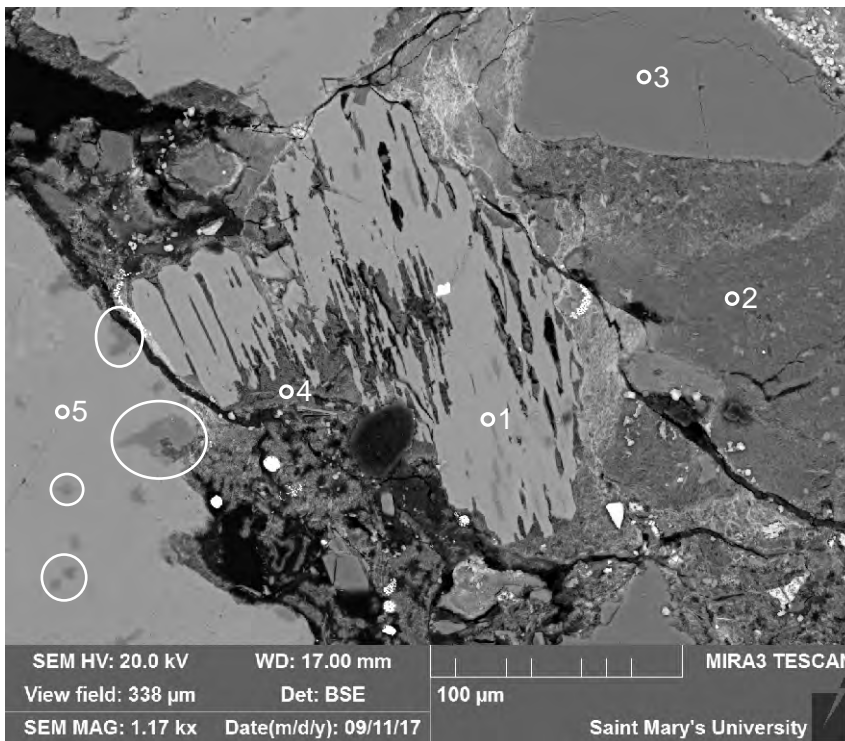 3
2
4
1
5
SEM HV: 20.0 kV WD: 17.00 mm MIRA3 TESCAN
View field: 338 µm Det: BSE 100 µm
SEM MAG: 1.17 kx Date(m/d/y): 09/11/17 Saint Mary's University